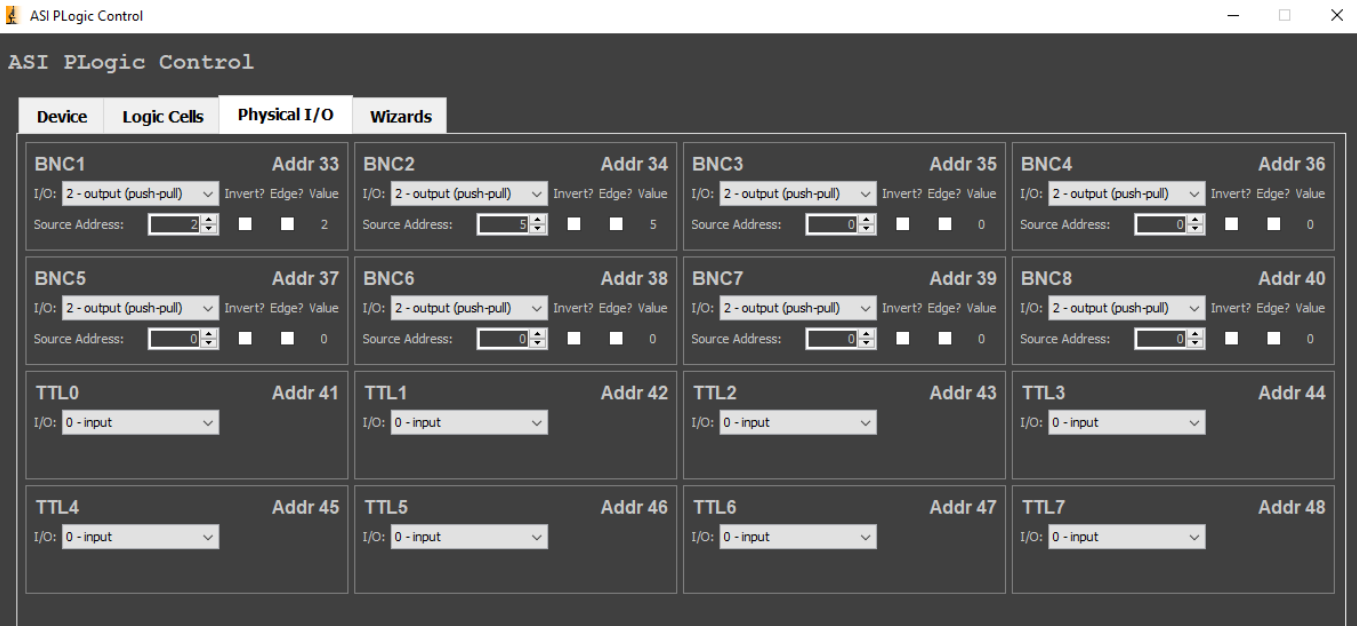 ASI PLogic Control
ASI PLogic Control
Device Logic Cells Physical I/O Wizards
BNC1 Addr 33
I/O: 2 - output (push-pull) Invert? Edge? Value
Source Address: 2 2
BNC2 Addr 34
I/O: 2 - output (push-pull) Invert? Edge? Value
Source Address: 5 5
BNC3 Addr 35
I/O: 2 - output (push-pull) Invert? Edge? Value
Source Address: 0 0
BNC4 Addr 36
I/O: 2 - output (push-pull) Invert? Edge? Value
Source Address: 0 0
BNC5 Addr 37
I/O: 2 - output (push-pull) Invert? Edge? Value
Source Address: 0 0
BNC6 Addr 38
I/O: 2 - output (push-pull) Invert? Edge? Value
Source Address: 0 0
BNC7 Addr 39
I/O: 2 - output (push-pull) Invert? Edge? Value
Source Address: 0 0
BNC8 Addr 40
I/O: 2 - output (push-pull) Invert? Edge? Value
Source Address: 0 0
TTL0 Addr 41
I/O: 0 - input
TTL1 Addr 42
I/O: 0 - input
TTL2 Addr 43
I/O: 0 - input
TTL3 Addr 44
I/O: 0 - input
TTL4 Addr 45
I/O: 0 - input
TTL5 Addr 46
I/O: 0 - input
TTL6 Addr 47
I/O: 0 - input
TTL7 Addr 48
I/O: 0 - input